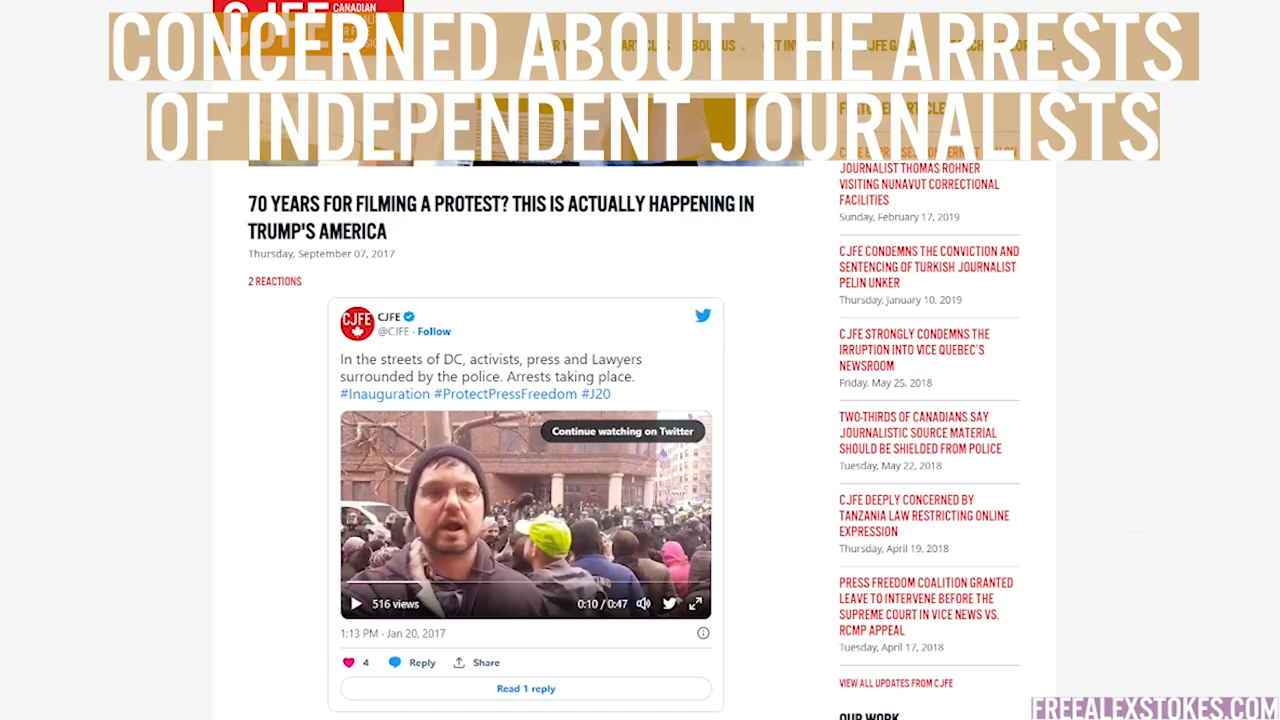 CJFE
CANADIAN
CONCERNED ABOUT THE ARRESTS
OF INDEPENDENT JOURNALISTS
70 YEARS FOR FILMING A PROTEST? THIS IS ACTUALLY HAPPENING IN
TRUMP'S AMERICA
Thursday, September 07, 2017
2 REACTIONS
CJFE
CJFE
@CJFE · Follow
In the streets of DC, activists, press and Lawyers
surrounded by the police. Arrests taking place.
#Inauguration #ProtectPressFreedom #J20
Continue watching on Twitter
516 views
0:10 / 0:47
1:13 PM · Jan 20, 2017
4
Reply
Share
Read 1 reply
JOURNALIST THOMAS ROHNER
VISITING NUNAVUT CORRECTIONAL
FACILITIES
Sunday, February 17, 2019
CJFE CONDEMNS THE CONVICTION AND
SENTENCING OF TURKISH JOURNALIST
PELIN UNKER
Thursday, January 10, 2019
CJFE STRONGLY CONDEMNS THE
IRRUPTION INTO VICE QUEBEC'S
NEWSROOM
Friday, May 25, 2018
TWO-THIRDS OF CANADIANS SAY
JOURNALISTIC SOURCE MATERIAL
SHOULD BE SHIELDED FROM POLICE
Tuesday, May 22, 2018
CJFE DEEPLY CONCERNED BY
TANZANIA LAW RESTRICTING ONLINE
EXPRESSION
Thursday, April 19, 2018
PRESS FREEDOM COALITION GRANTED
LEAVE TO INTERVENE BEFORE THE
SUPREME COURT IN VICE NEWS VS.
RCMP APPEAL
Tuesday, April 17, 2018
VIEW ALL UPDATES FROM CJFE
OUR WORK
FREEALEXSTOKES.COM